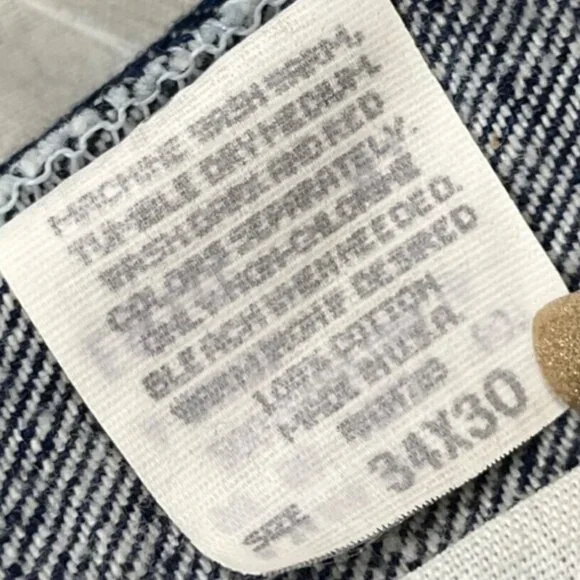 MACHINE WASH WARM,
TUMBLE DRY MEDIUM.
WASH DARK AND RED
COLORS SEPARATELY.
ONLY NON-CHLORINE
BLEACH WHEN NEEDED.
WARM IRON IF DESIRED
100% COTTON
MADE IN U.S.A.
SIZE 34X30